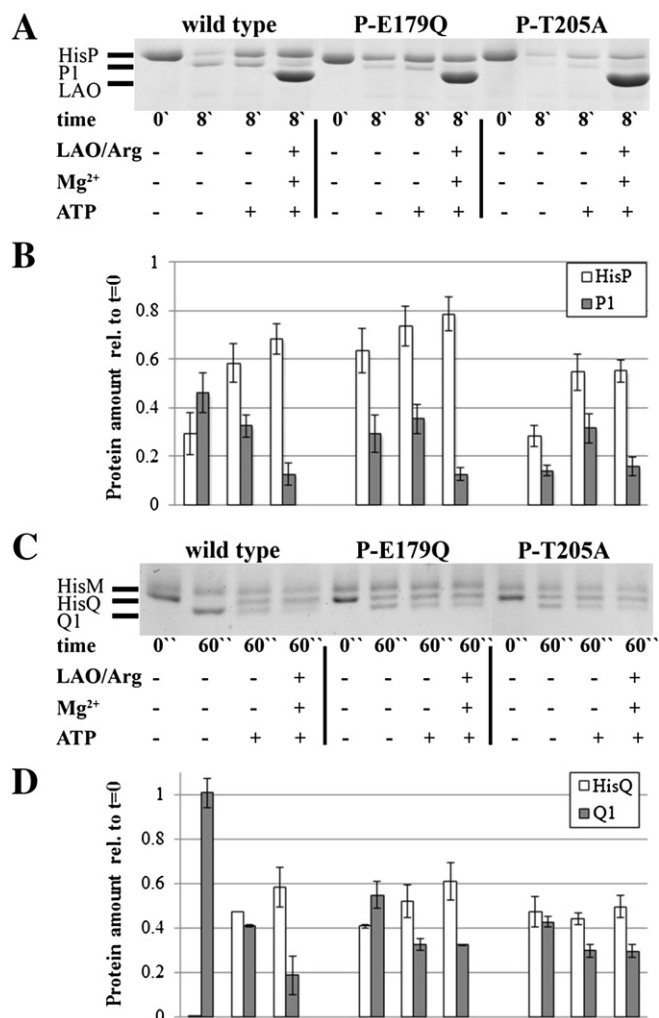 A
wild type P-E179Q P-T205A
HisP
P1
LAO
time 0` 8` 8` 8` 0` 8` 8` 8` 0` 8` 8` 8`
LAO/Arg - - - + - - - + - - - +
Mg²⁺ - - - + - - - + - - - +
ATP - - + + - - + + - - + +
B
Protein amount rel. to t=0
1
0.8
0.6
0.4
0.2
0
HisP
P1
C
wild type P-E179Q P-T205A
HisM
HisQ
Q1
time 0`` 60`` 60`` 60`` 0`` 60`` 60`` 60`` 0`` 60`` 60`` 60``
LAO/Arg - - - + - - - + - - - +
Mg²⁺ - - - + - - - + - - - +
ATP - - + + - - + + - - + +
D
Protein amount rel. to t=0
1
0.8
0.6
0.4
0.2
0
HisQ
Q1